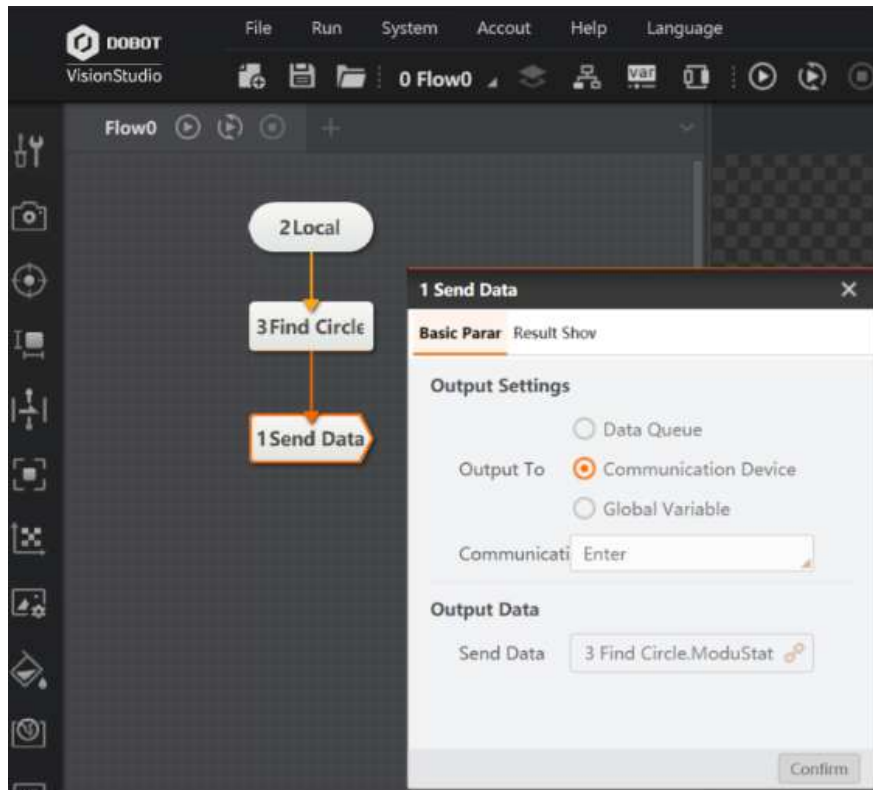 File Run System Accout Help Language
DOBOT
VisionStudio
0 Flow0
var
Flow0
2Local
3Find Circle
1Send Data
1 Send Data
Basic Parar Result Shov
Output Settings
Data Queue
Output To Communication Device
Global Variable
Communicati Enter
Output Data
Send Data 3 Find Circle.ModuStat
Confirm